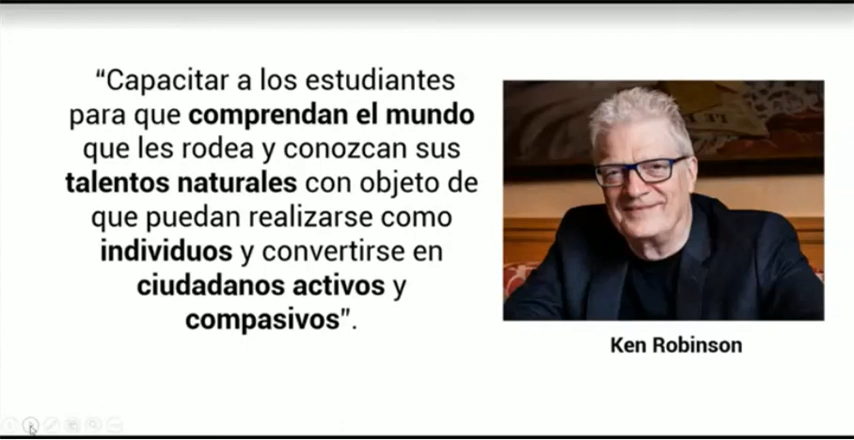 “Capacitar a los estudiantes
para que comprendan el mundo
que les rodea y conozcan sus
talentos naturales con objeto de
que puedan realizarse como
individuos y convertirse en
ciudadanos activos y
compasivos”.
Ken Robinson